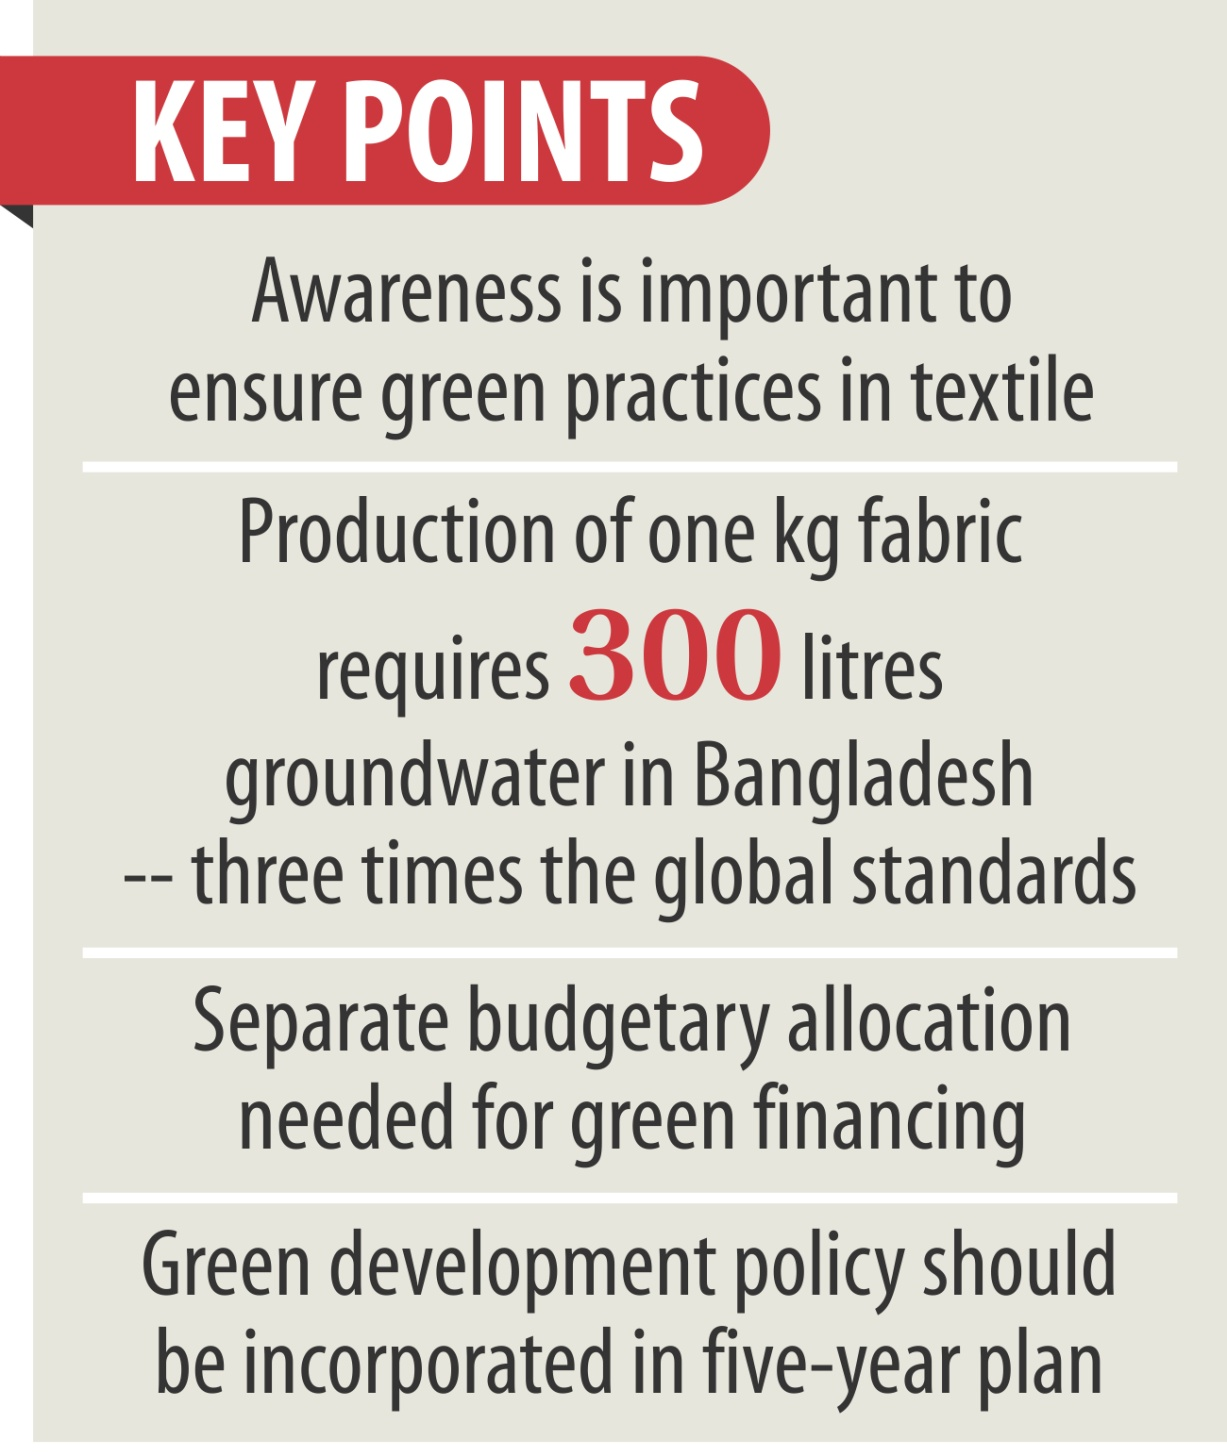 KEY POINTS
Awareness is important to
ensure green practices in textile
Production of one kg fabric
requires 300 litres
groundwater in Bangladesh
-- three times the global standards
Separate budgetary allocation
needed for green financing
Green development policy should
be incorporated in five-year plan